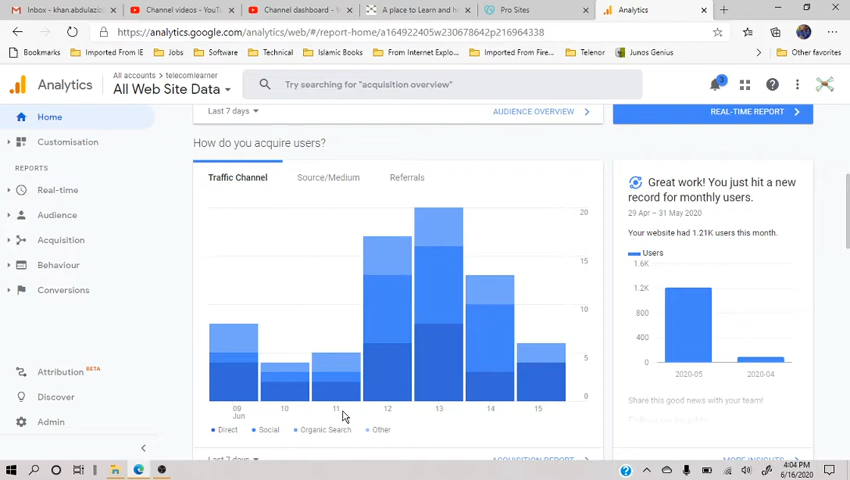 Inbox - khan.abdulaziz
Channel videos - YouT
Channel dashboard -
A place to Learn and h
Pro Sites
Analytics
https://analytics.google.com/analytics/web/#/report-home/a164922405w230678642p216964338
Bookmarks
Imported From IE
Jobs
Software
Technical
Islamic Books
From Internet Explo...
Imported From Fire...
Telenor
Junos Genius
Other favorites
Analytics
All accounts > telecomlearner
All Web Site Data
Try searching for "acquisition overview"
3
Home
Customisation
REPORTS
Real-time
Audience
Acquisition
Behaviour
Conversions
Attribution BETA
Discover
Admin
Last 7 days
AUDIENCE OVERVIEW
REAL-TIME REPORT
How do you acquire users?
Traffic Channel
Source/Medium
Referrals
20
15
10
5
0
09
Jun
10
11
12
13
14
15
Direct
Social
Organic Search
Other
Last 7 days
ACQUISITION REPORT
Great work! You just hit a new
record for monthly users.
29 Apr – 31 May 2020
Your website had 1.21K users this month.
Users
1.6K
1.2K
800
400
0
2020-05
2020-04
Share this good news with your team!
MORE INSIGHTS
4:04 PM
6/16/2020